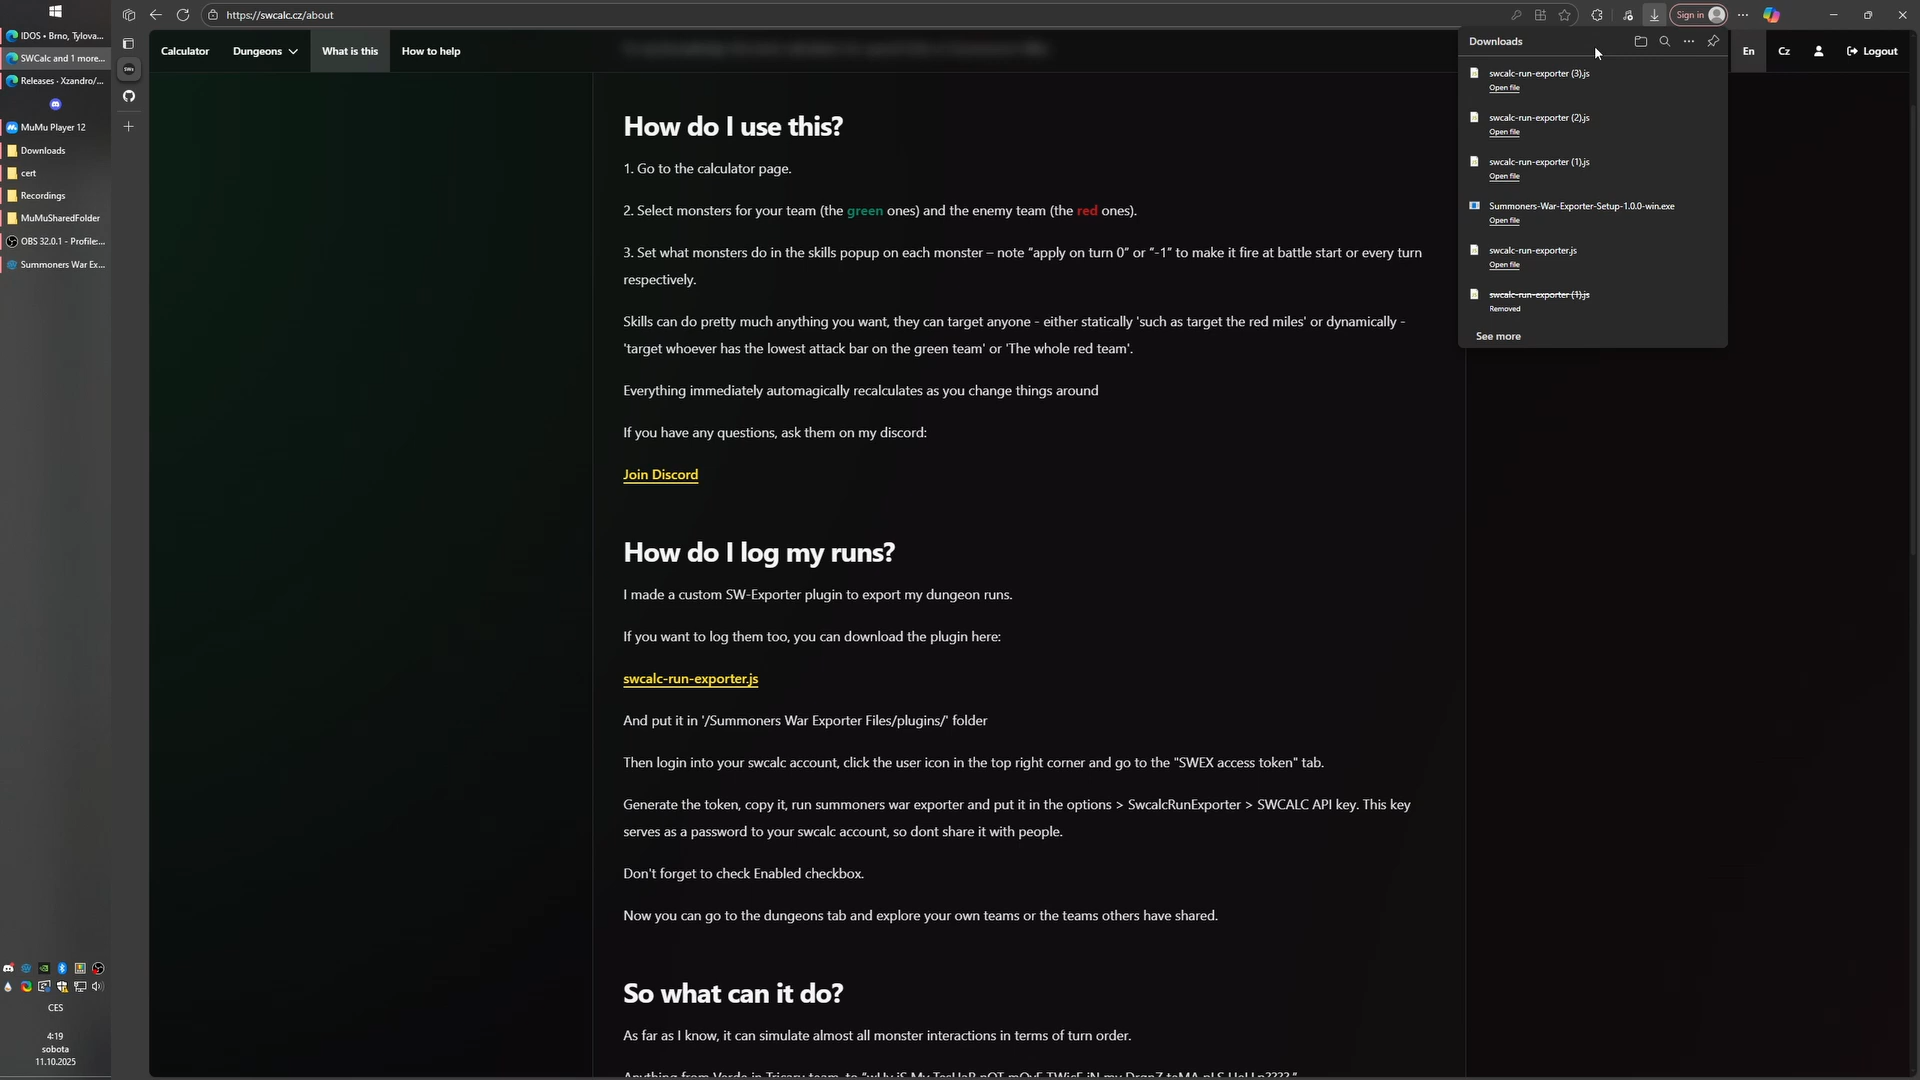 https://swcalc.cz/about
Sign in
IDOS • Brno, Tylova...
SWCalc and 1 more...
Releases · Xzandro/...
MuMu Player 12
Downloads
cert
Recordings
MuMuSharedFolder
OBS 32.0.1 - Profile:...
Summoners War Ex...
Calculator
Dungeons
What is this
How to help
En
Cz
Logout
Downloads
swcalc-run-exporter (3).js
Open file
swcalc-run-exporter (2).js
Open file
swcalc-run-exporter (1).js
Open file
Summoners-War-Exporter-Setup-1.0.0-win.exe
Open file
swcalc-run-exporter.js
Open file
swcalc-run-exporter (1).js
Removed
See more
How do I use this?
1. Go to the calculator page.
2. Select monsters for your team (the green ones) and the enemy team (the red ones).
3. Set what monsters do in the skills popup on each monster – note “apply on turn 0” or “-1” to make it fire at battle start or every turn
respectively.
Skills can do pretty much anything you want, they can target anyone - either statically 'such as target the red miles' or dynamically -
'target whoever has the lowest attack bar on the green team' or 'The whole red team'.
Everything immediately automagically recalculates as you change things around
If you have any questions, ask them on my discord:
Join Discord
How do I log my runs?
I made a custom SW-Exporter plugin to export my dungeon runs.
If you want to log them too, you can download the plugin here:
swcalc-run-exporter.js
And put it in '/Summoners War Exporter Files/plugins/' folder
Then login into your swcalc account, click the user icon in the top right corner and go to the "SWEX access token" tab.
Generate the token, copy it, run summoners war exporter and put it in the options > SwcalcRunExporter > SWCALC API key. This key
serves as a password to your swcalc account, so dont share it with people.
Don't forget to check Enabled checkbox.
Now you can go to the dungeons tab and explore your own teams or the teams others have shared.
So what can it do?
As far as I know, it can simulate almost all monster interactions in terms of turn order.
CES
4:19
sobota
11.10.2025